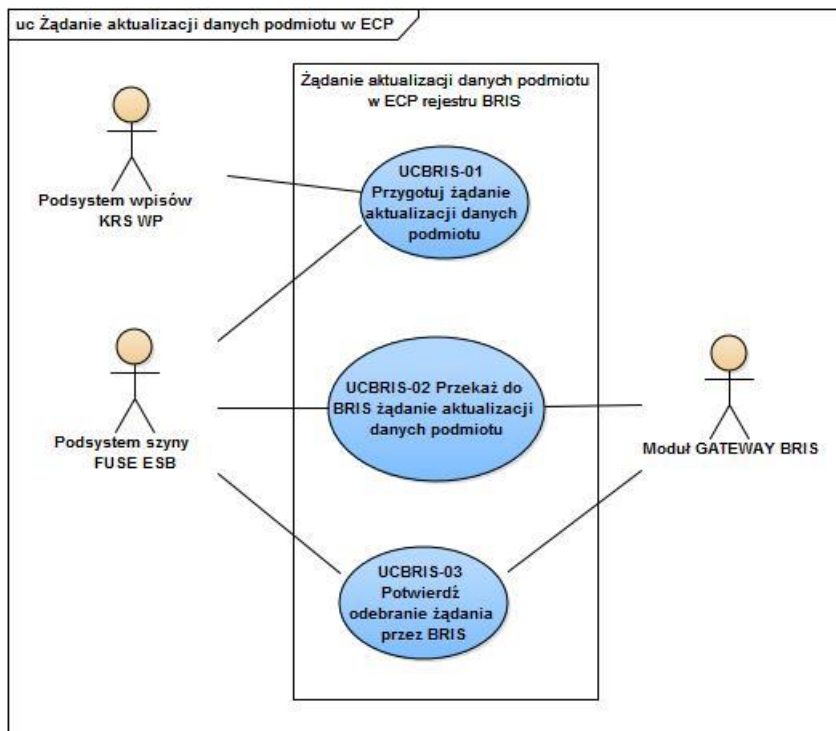 uc Żądanie aktualizacji danych podmiotu w ECP
Żądanie aktualizacji danych podmiotu
w ECP rejestru BRIS
UCBRIS-01
Przygotuj żądanie
aktualizacji danych
podmiotu
Podsystem wpisów
KRS WP
UCBRIS-02 Przekaż do
BRIS żądanie aktualizacji
danych podmiotu
Podsystem szyny
FUSE ESB
Moduł GATEWAY BRIS
UCBRIS-03
Potwierdź
odebranie żądania
przez BRIS